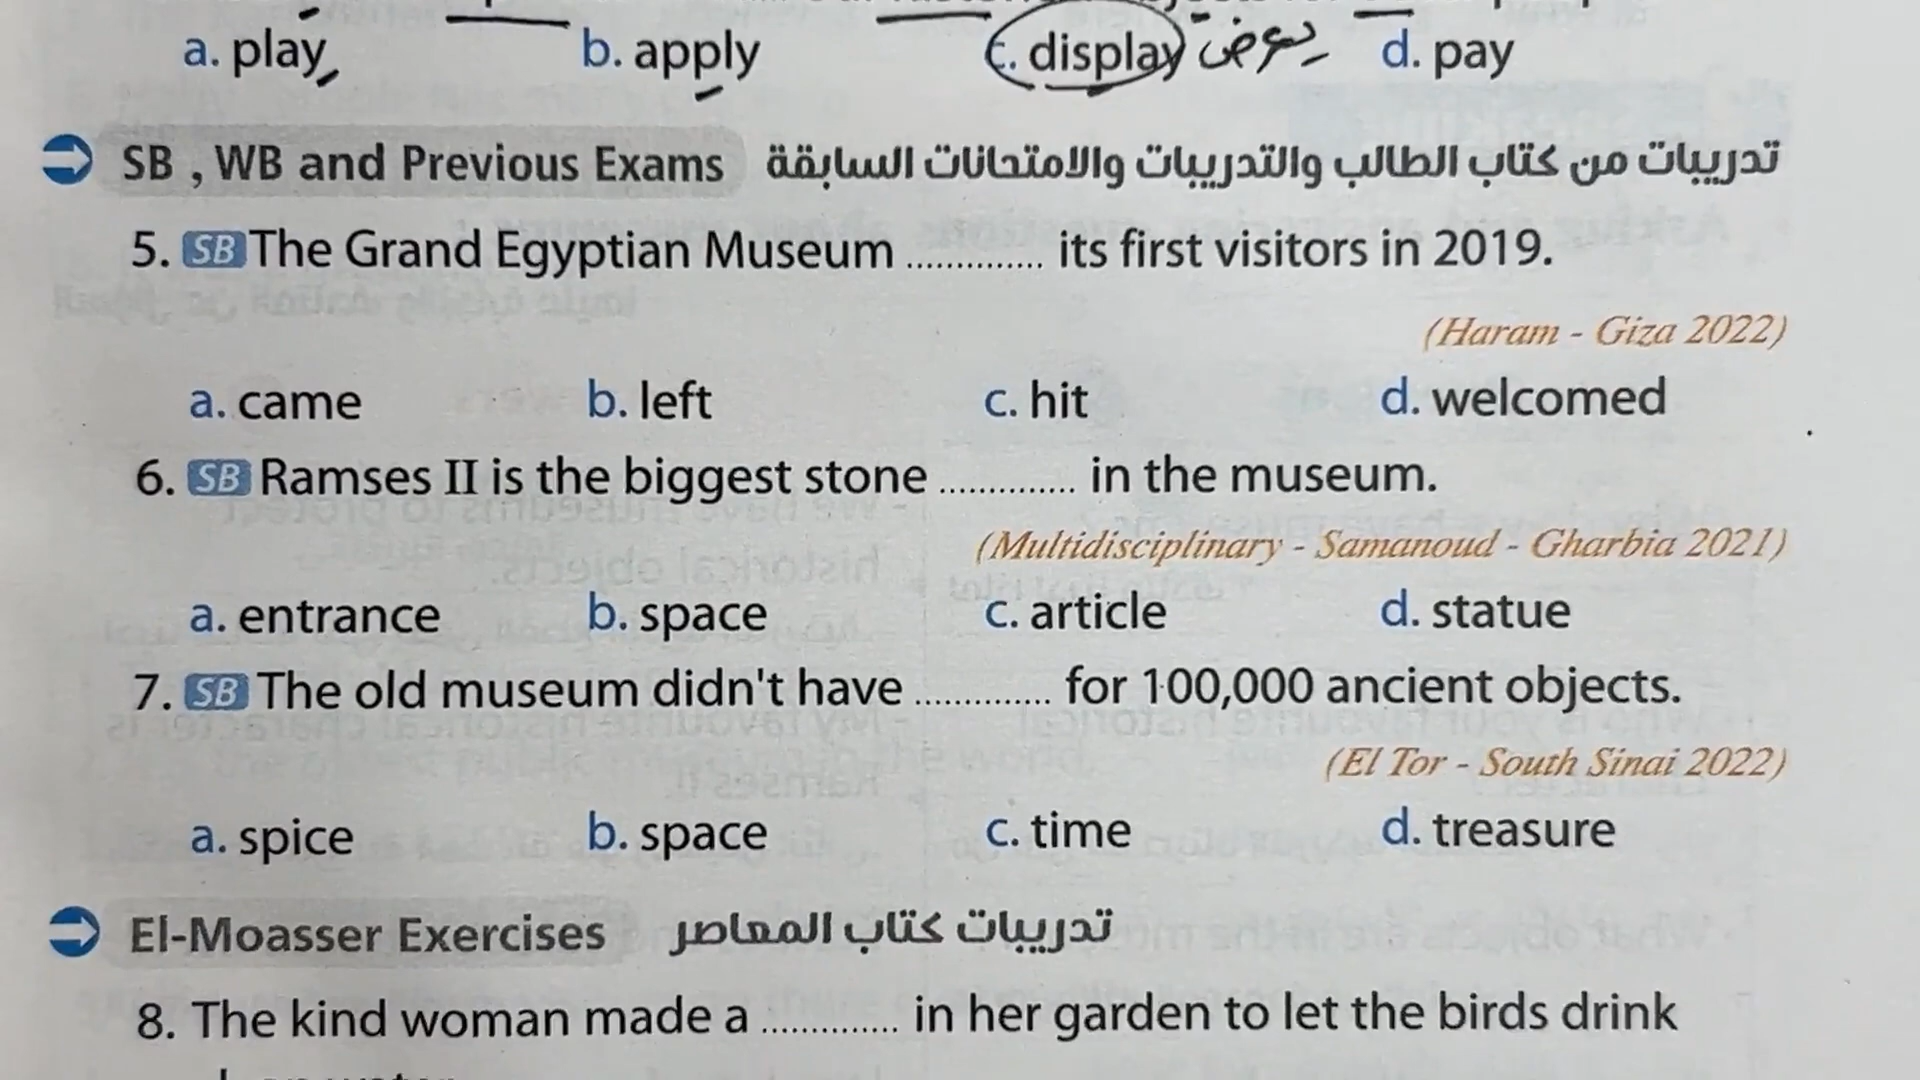 a. play b. apply c. display يعرض d. pay
SB , WB and Previous Exams تدريبات من كتاب الطالب والتدريبات والامتحانات السابقة
5. SB The Grand Egyptian Museum .............. its first visitors in 2019.
(Haram - Giza 2022)
a. came b. left c. hit d. welcomed
6. SB Ramses II is the biggest stone .............. in the museum.
(Multidisciplinary - Samanoud - Gharbia 2021)
a. entrance b. space c. article d. statue
7. SB The old museum didn't have .............. for 100,000 ancient objects.
(El Tor - South Sinai 2022)
a. spice b. space c. time d. treasure
El-Moasser Exercises تدريبات كتاب المعاصر
8. The kind woman made a .............. in her garden to let the birds drink